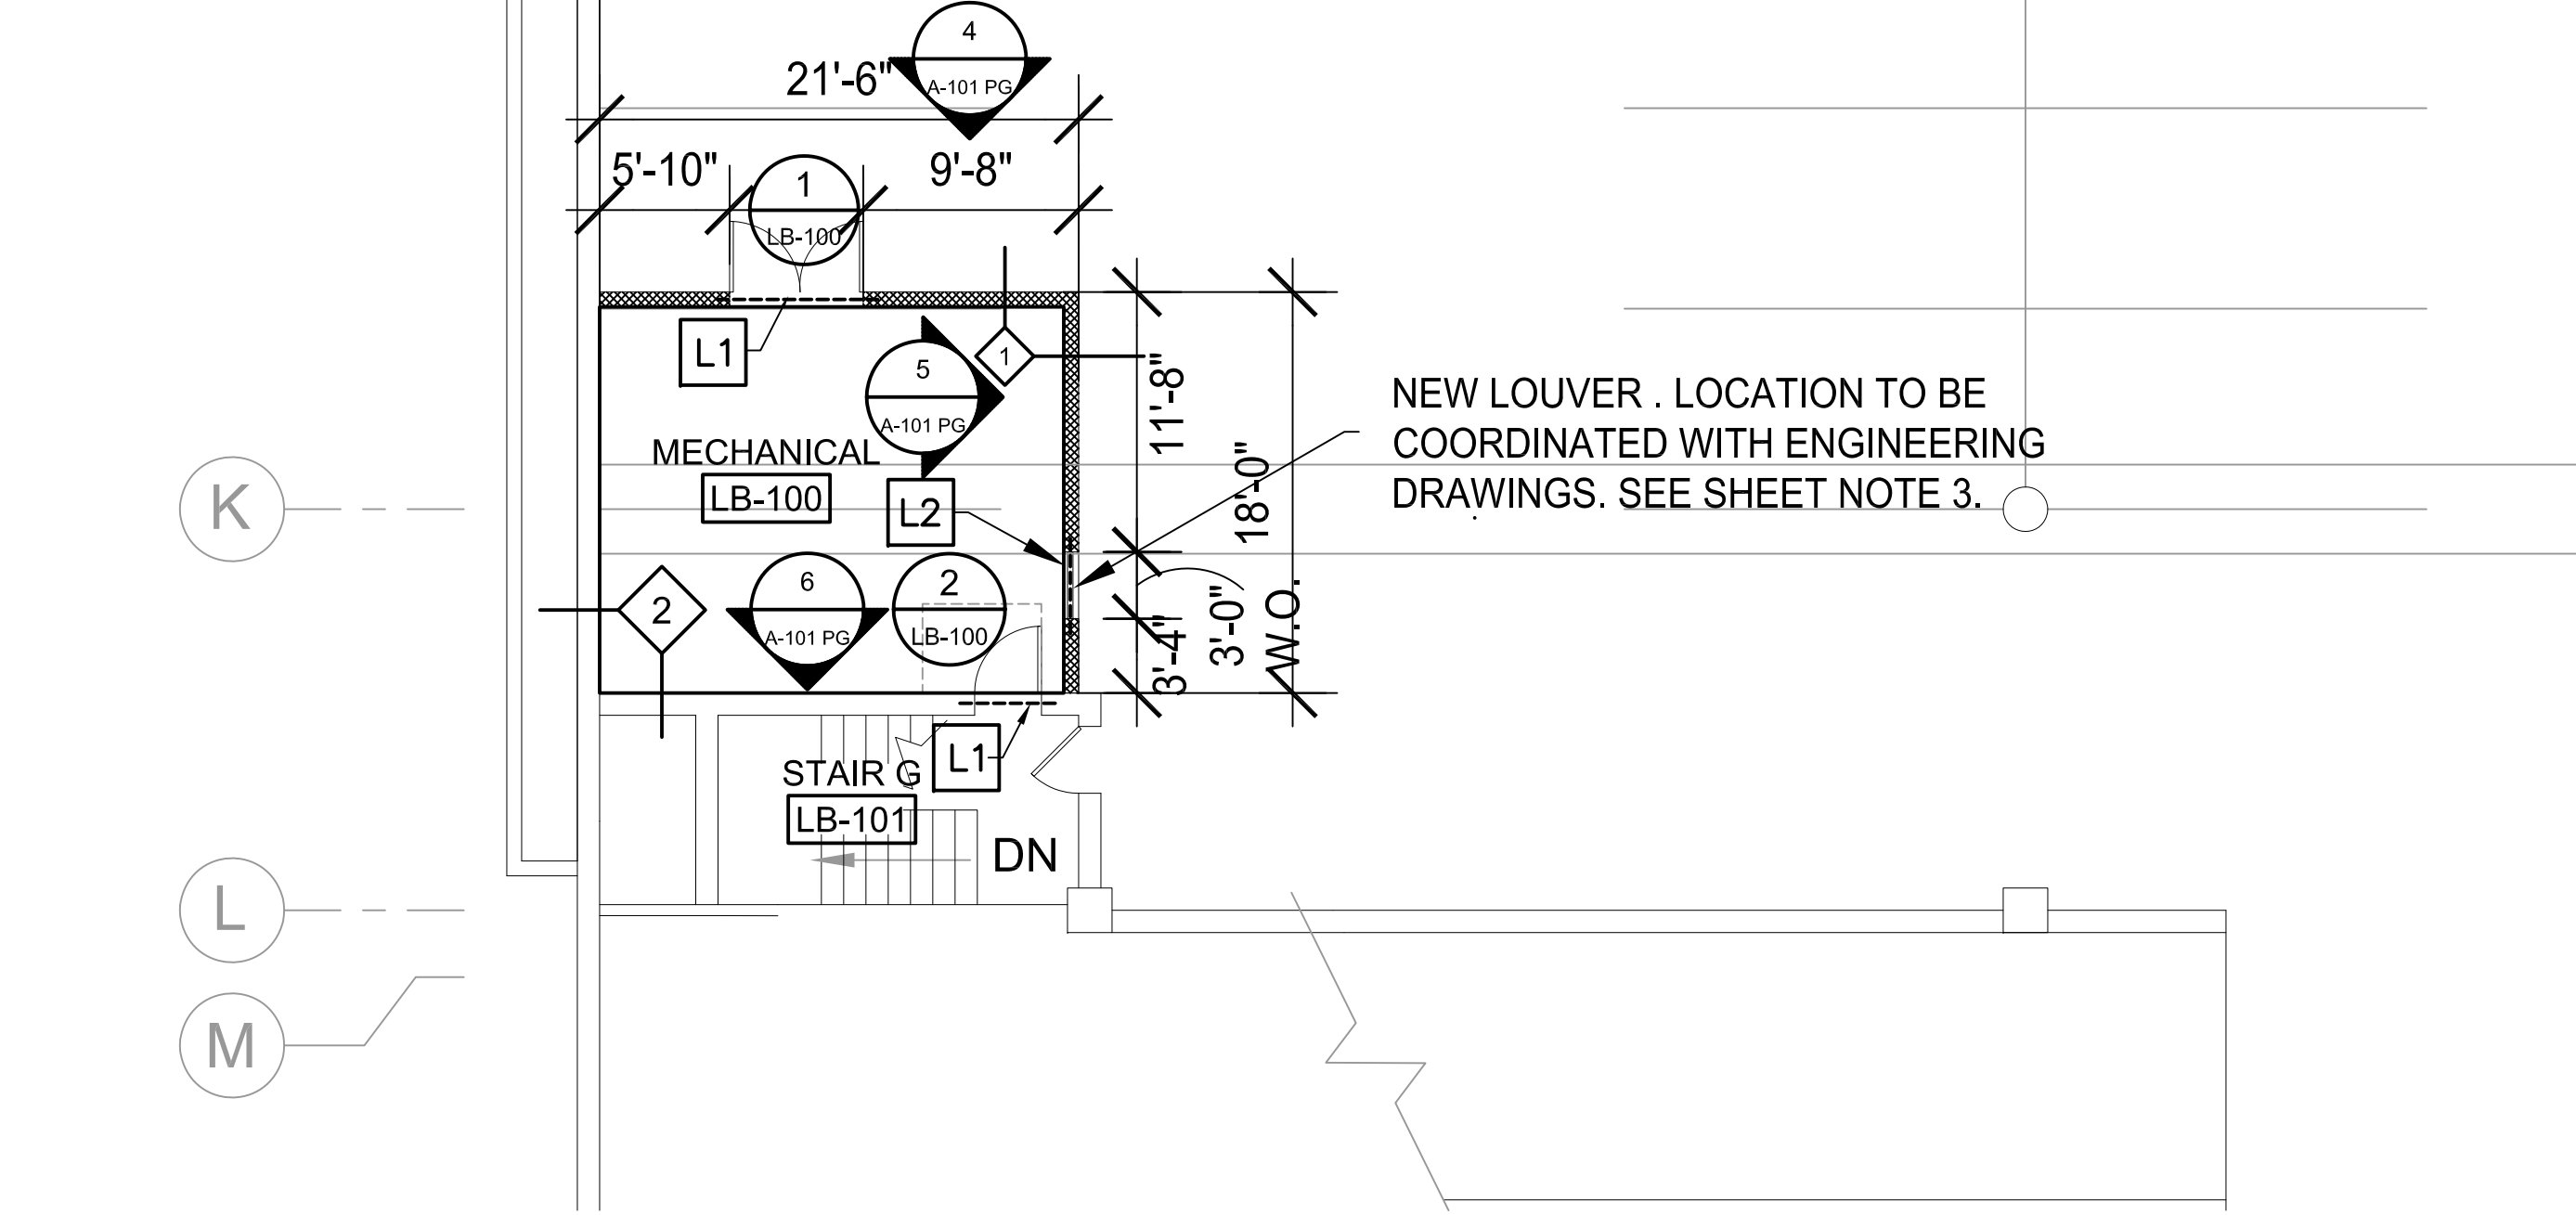 4
A-101 PG
21'-6"
5'-10"
9'-8"
1
LB-100
L1
1
5
A-101 PG
11'-8"
18'-0"
NEW LOUVER . LOCATION TO BE
COORDINATED WITH ENGINEERING
DRAWINGS. SEE SHEET NOTE 3.
MECHANICAL
LB-100
L2
K
2
6
A-101 PG
2
LB-100
3'-4"
3'-0"
W.O.
L1
STAIR G
LB-101
DN
L
M